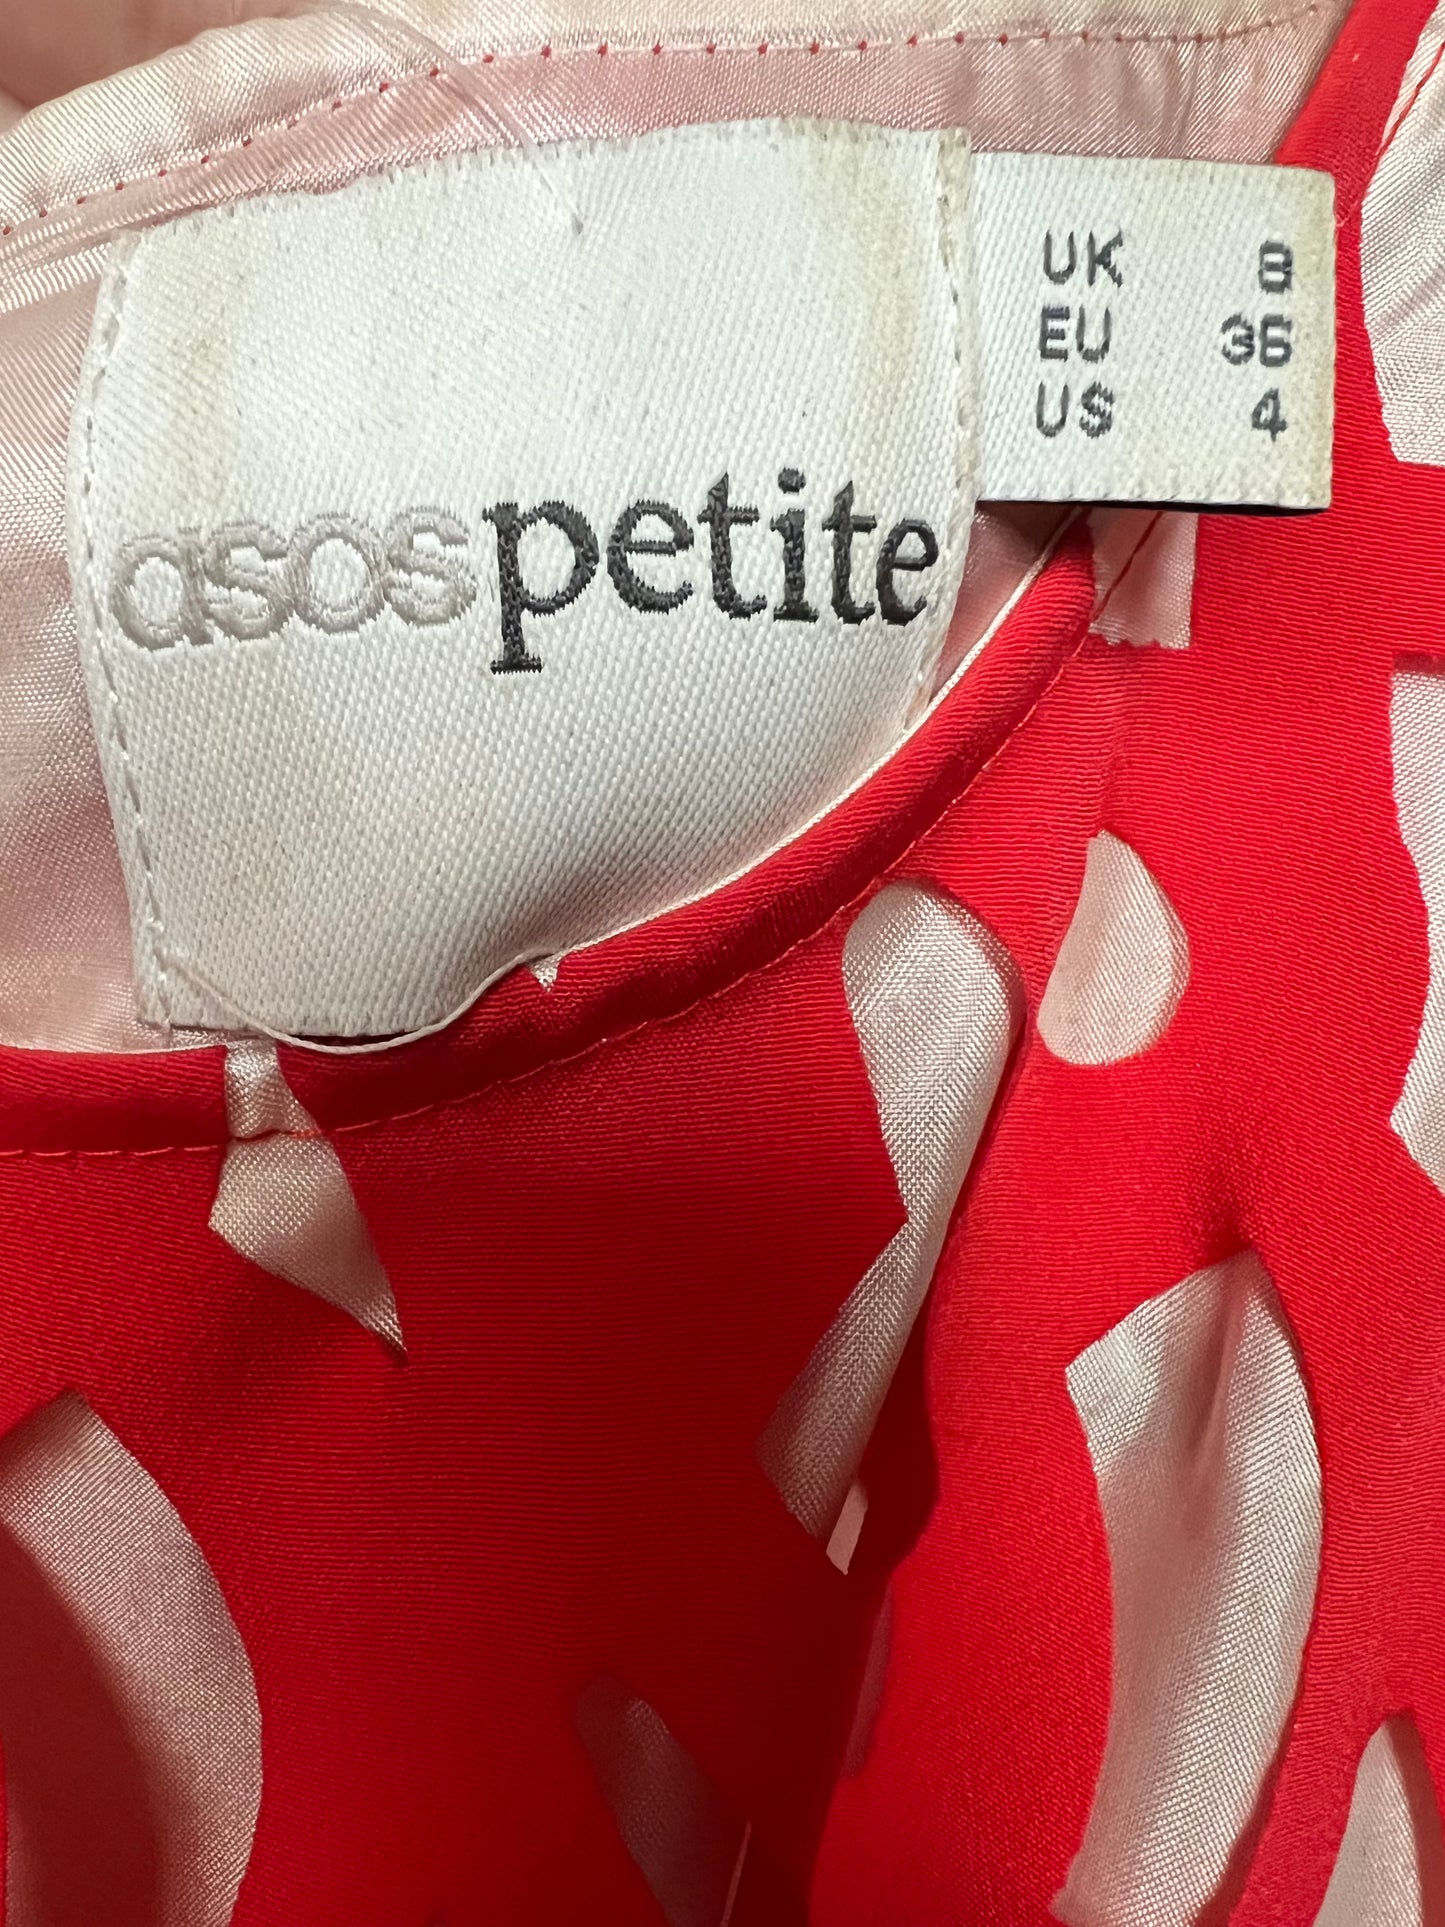 asospetite
UK 8
EU 36
US 4